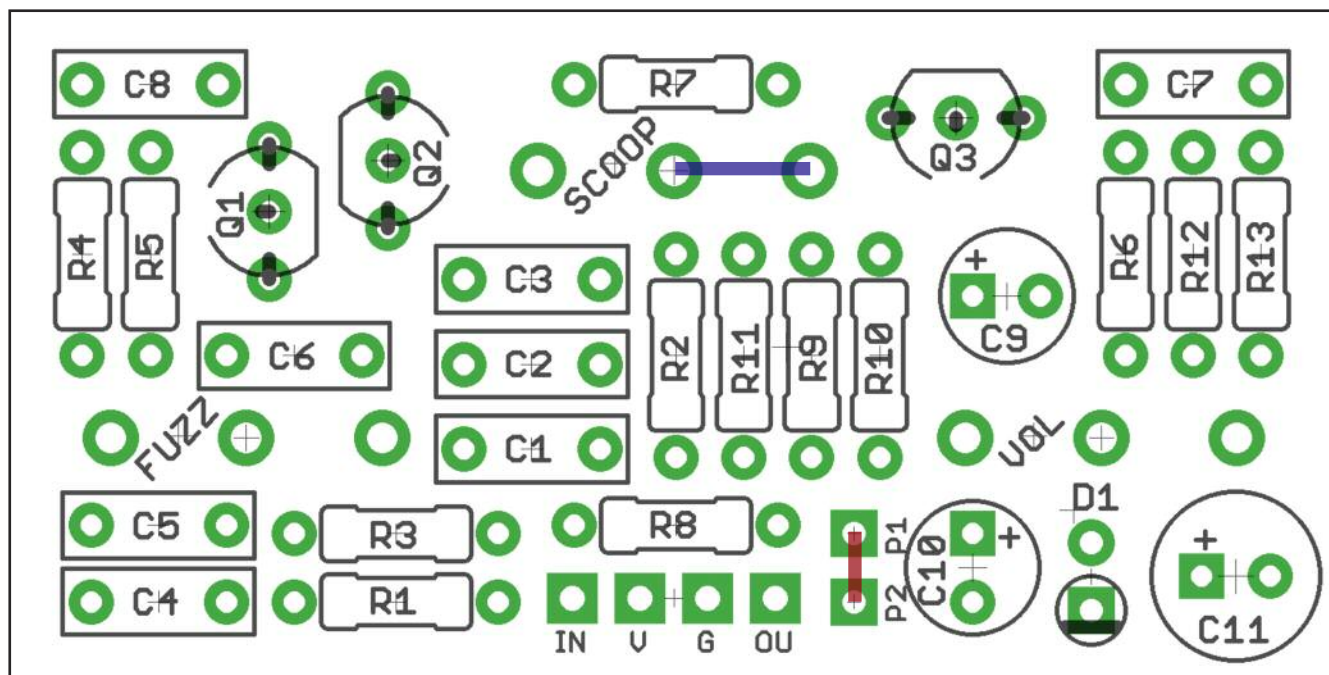 C8
R7
C7
Q2
Q3
SCOOP
Q1
R4
R5
R6
R12
R13
+
C3
C9
C6
C2
R2
R11
R9
R10
FUZZ
C1
VOL
D1
C5
R3
R8
P1
+
+
C10
C4
R1
P2
C11
IN
V
G
OU